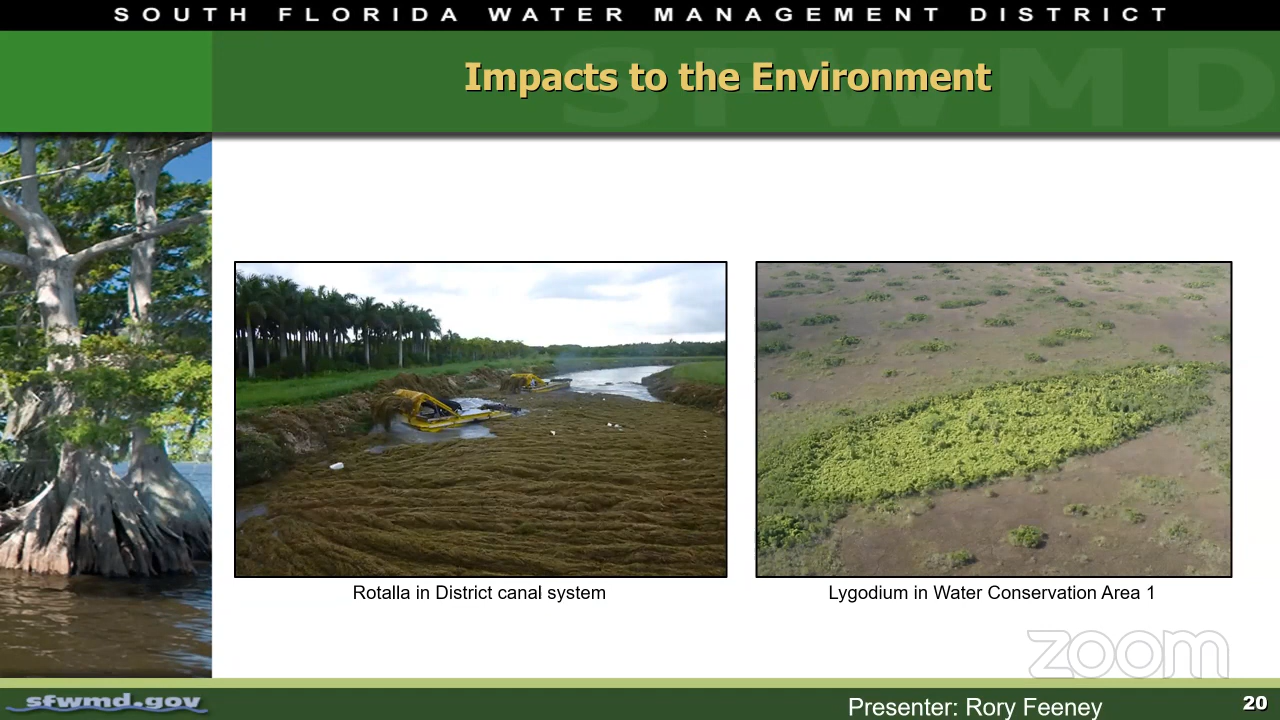 SOUTH FLORIDA WATER MANAGEMENT DISTRICT
SFWMD
Impacts to the Environment
Rotalla in District canal system
Lygodium in Water Conservation Area 1
zoom
sfwmd.gov
Presenter: Rory Feeney
20